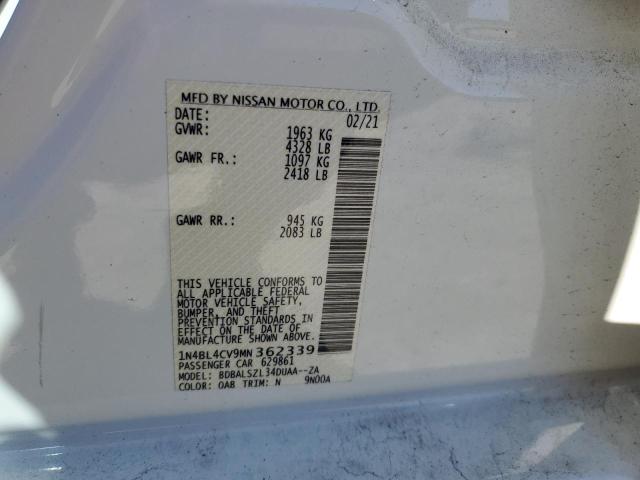 MFD BY NISSAN MOTOR CO., LTD.
DATE: 02/21
GVWR: 1963 KG
4328 LB
GAWR FR.: 1097 KG
2418 LB
GAWR RR.: 945 KG
2083 LB
THIS VEHICLE CONFORMS TO
ALL APPLICABLE FEDERAL
MOTOR VEHICLE SAFETY,
BUMPER, AND THEFT
PREVENTION STANDARDS IN
EFFECT ON THE DATE OF
MANUFACTURE SHOWN ABOVE.
1N4BL4CV9MN362339
PASSENGER CAR 629861
MODEL: BDBALSZL34DUAA--ZA
COLOR: QAB TRIM: N 9N00A